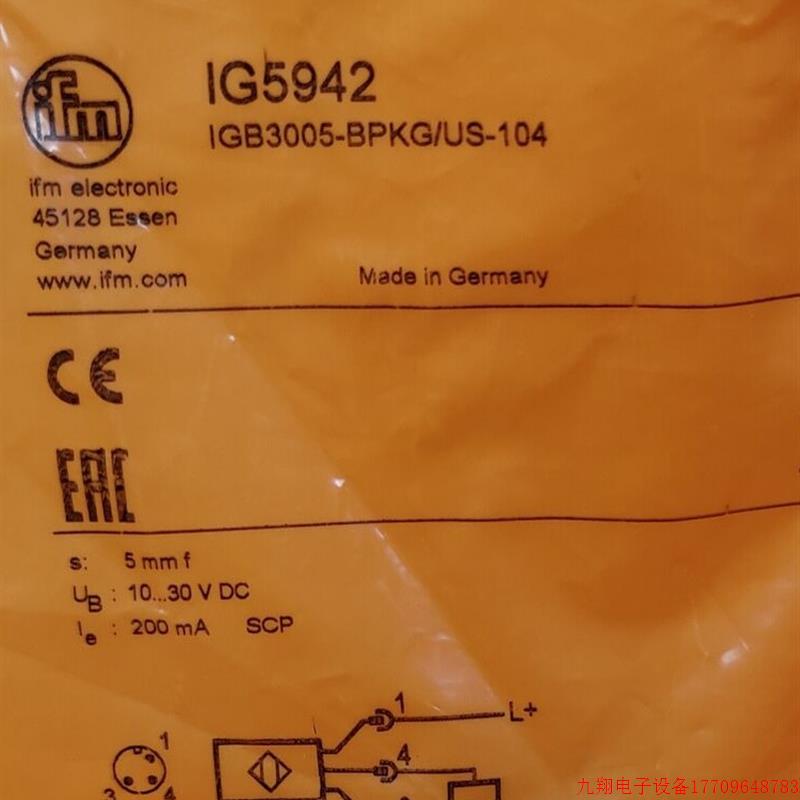 ifm
IG5942
IGB3005-BPKG/US-104
ifm electronic
45128 Essen
Germany
www.ifm.com
Made in Germany
CE
EAC
s: 5 mm f
UB : 10...30 V DC
Ie : 200 mA SCP
1
L+
1
4
3
4
九翔电子设备17709648783